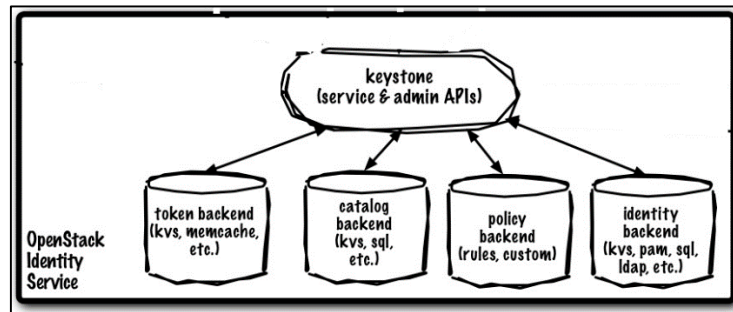 keystone
(service & admin APIs)
token backend
(kvs, memcache,
etc.)
catalog
backend
(kvs, sql,
etc.)
policy
backend
(rules, custom)
identity
backend
(kvs, pam, sql,
ldap, etc.)
OpenStack
Identity
Service